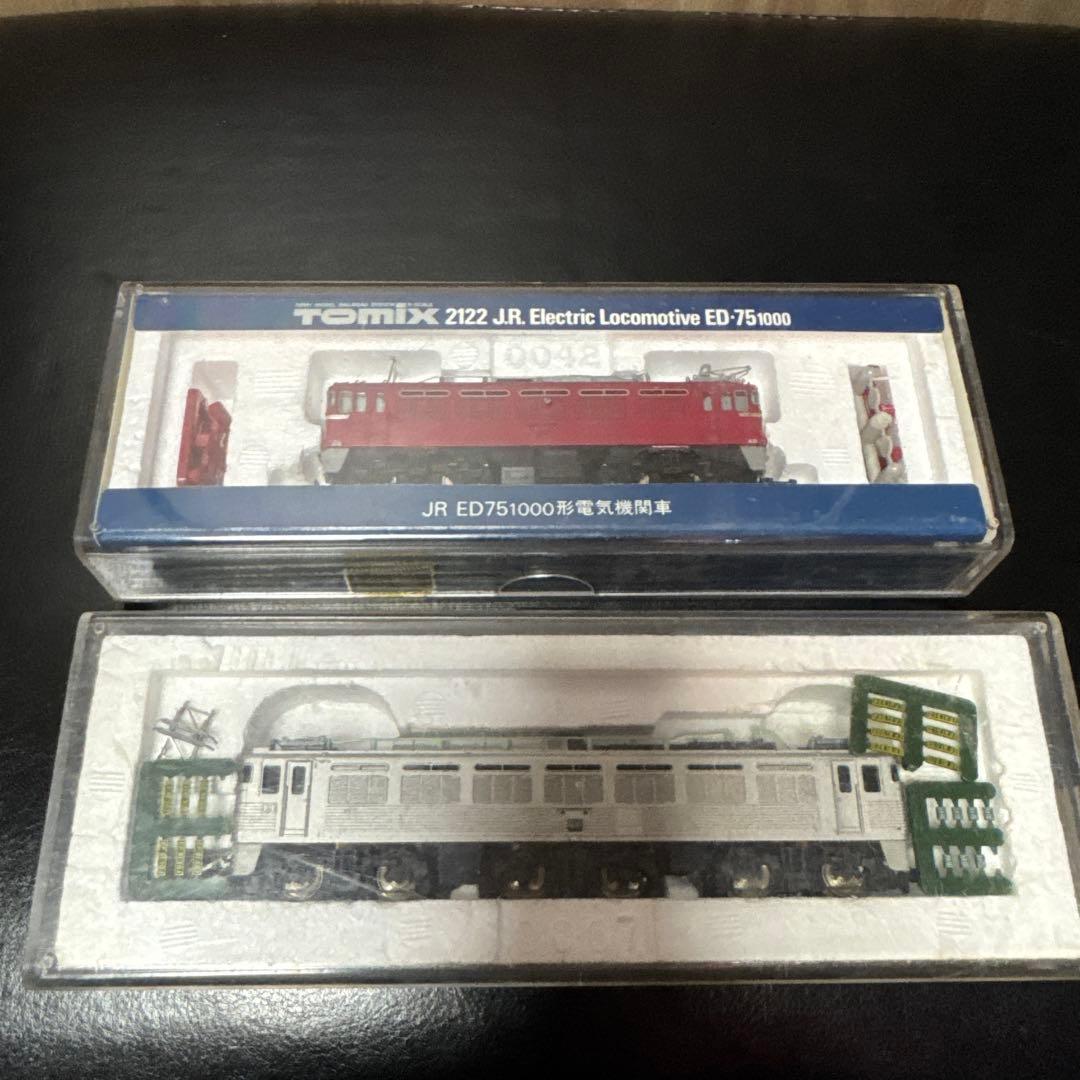 TOMIX 2122 J.R. Electric Locomotive ED·751000
0042
JR ED751000形電気機関車